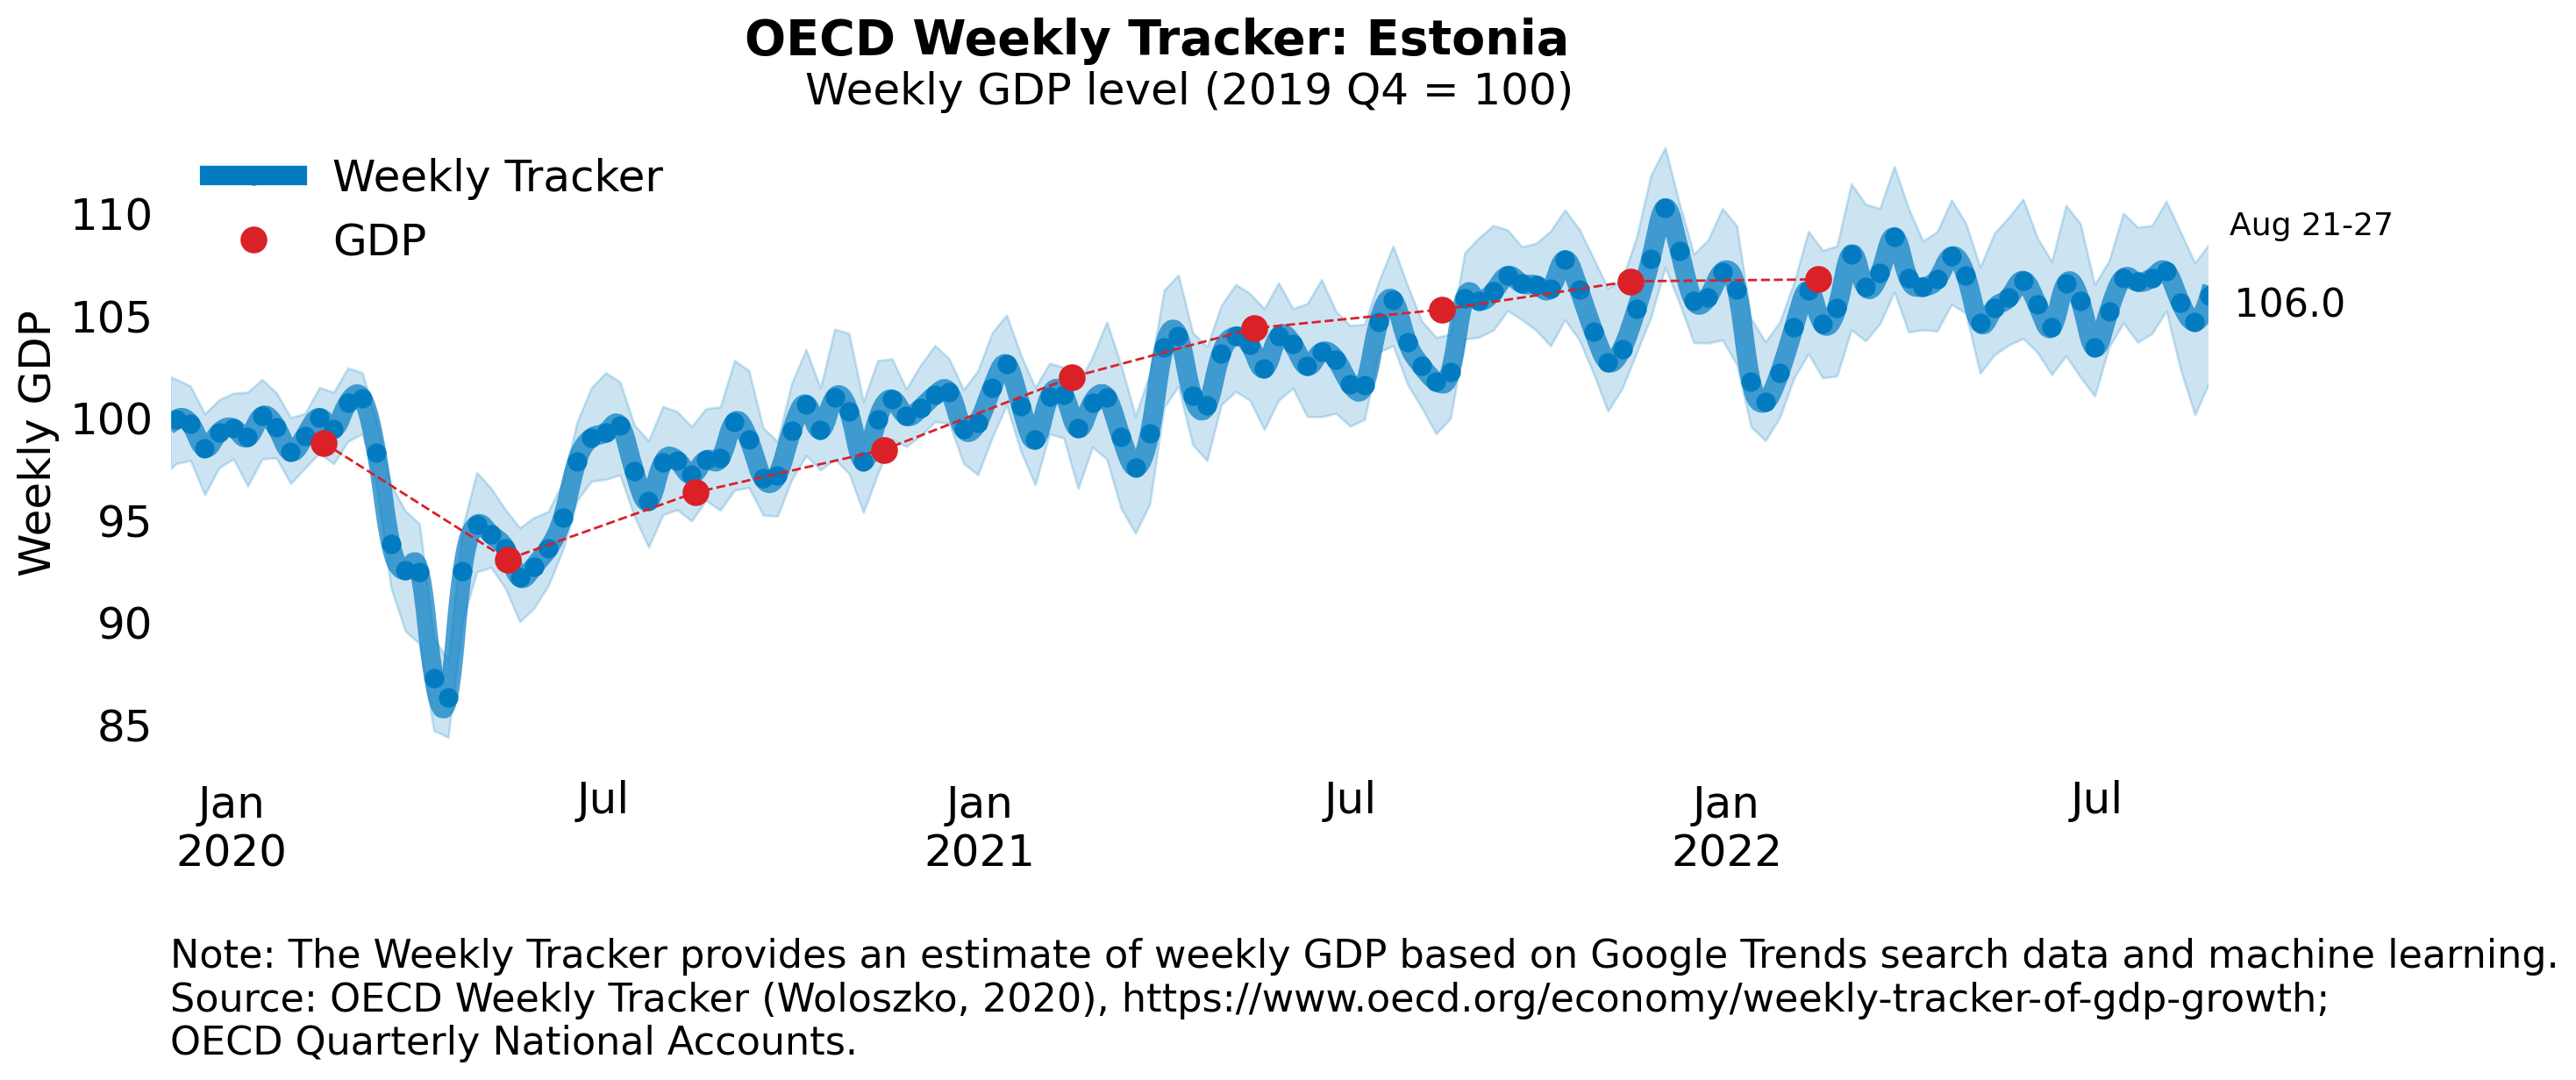 OECD Weekly Tracker: Estonia
Weekly GDP level (2019 Q4 = 100)
Weekly Tracker
GDP
Weekly GDP
110
105
100
95
90
85
Aug 21-27
106.0
Jan
2020
Jul
Jan
2021
Jul
Jan
2022
Jul
Note: The Weekly Tracker provides an estimate of weekly GDP based on Google Trends search data and machine learning.
Source: OECD Weekly Tracker (Woloszko, 2020), https://www.oecd.org/economy/weekly-tracker-of-gdp-growth;
OECD Quarterly National Accounts.